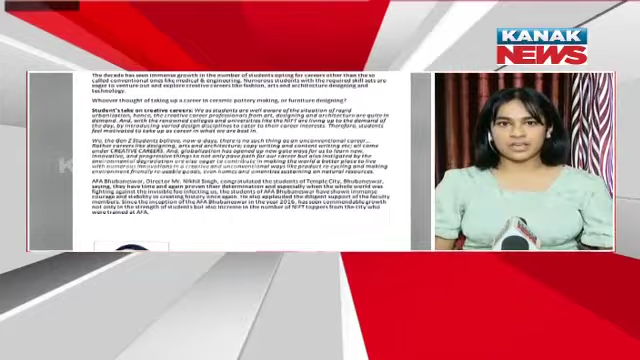 KANAK
NEWS
The decade has seen immense growth in the number of students opting for careers other than the so
called conventional ones like medical & engineering. Numerous students with the required skill sets are
eager to venture out and explore creative careers like fashion, arts and architecture designing and
technology.
Whoever thought of taking up a career in ceramic pottery making, or furniture designing?
Student's take on creative careers: We as students are well aware of the situation of rapid
urbanization, hence, the creative career professionals from art, designing and architecture are quite in
demand. And, with the renowned colleges and universities like the NIFT are living up to the demand of
the day, by introducing varied design disciplines to cater to their career interests. Therefore, students
feel motivated to take up as career in what we are best in.
We, the Gen Z Students believe, now-a-days, there's no such thing as an unconventional career...
Rather careers like designing, arts and architecture; copy writing and content writing etc; all come
under CREATIVE CAREERS. And, globalization has opened up new gate ways for us to learn new,
innovative, and progressive things to not only pave path for our career but also instigated by the
environmental degradation are able to contribute in making the world a better place to live
with numerous innovations in creative and unconventional ways like product re-cycling and making
environment friendly re-usable goods, even homes and amenities sustaining on natural resources.
AFA Bhubaneswar, Director Mr. Nikhil Singh, congratulated the students of Temple City, Bhubaneswar,
saying, they have time and again proven their determination and especially when the whole world was
fighting against the invisible foe infecting us, the students of AFA Bhubaneswar have shown immense
courage and nobility in creating history once again. He also applauded the diligent support of the faculty
members. Since the inception of the AFA Bhubaneswar in the year 2016, has seen commendable growth
not only in the strength of students but also increase in the number of NIFT toppers from the city who
were trained at AFA.